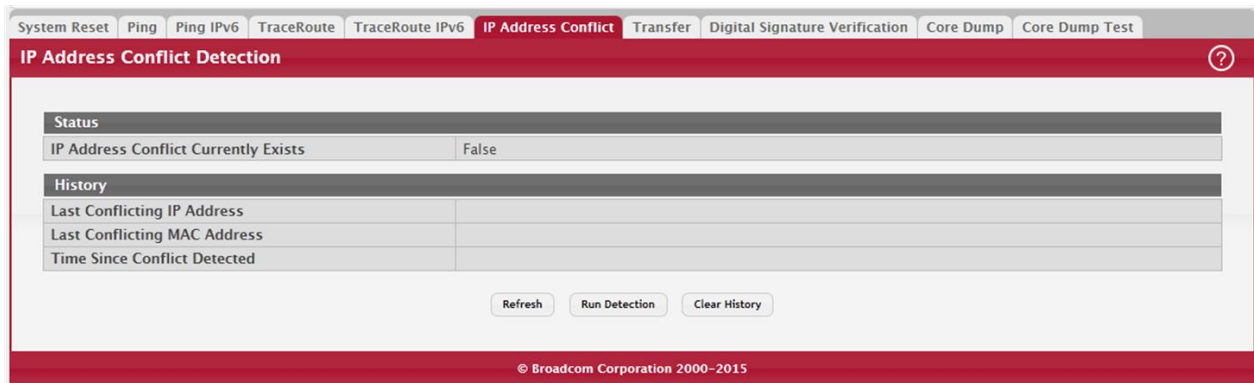 System Reset Ping Ping IPv6 TraceRoute TraceRoute IPv6 IP Address Conflict Transfer Digital Signature Verification Core Dump Core Dump Test
IP Address Conflict Detection ?
Status
IP Address Conflict Currently Exists False
History
Last Conflicting IP Address
Last Conflicting MAC Address
Time Since Conflict Detected
Refresh Run Detection Clear History
© Broadcom Corporation 2000-2015